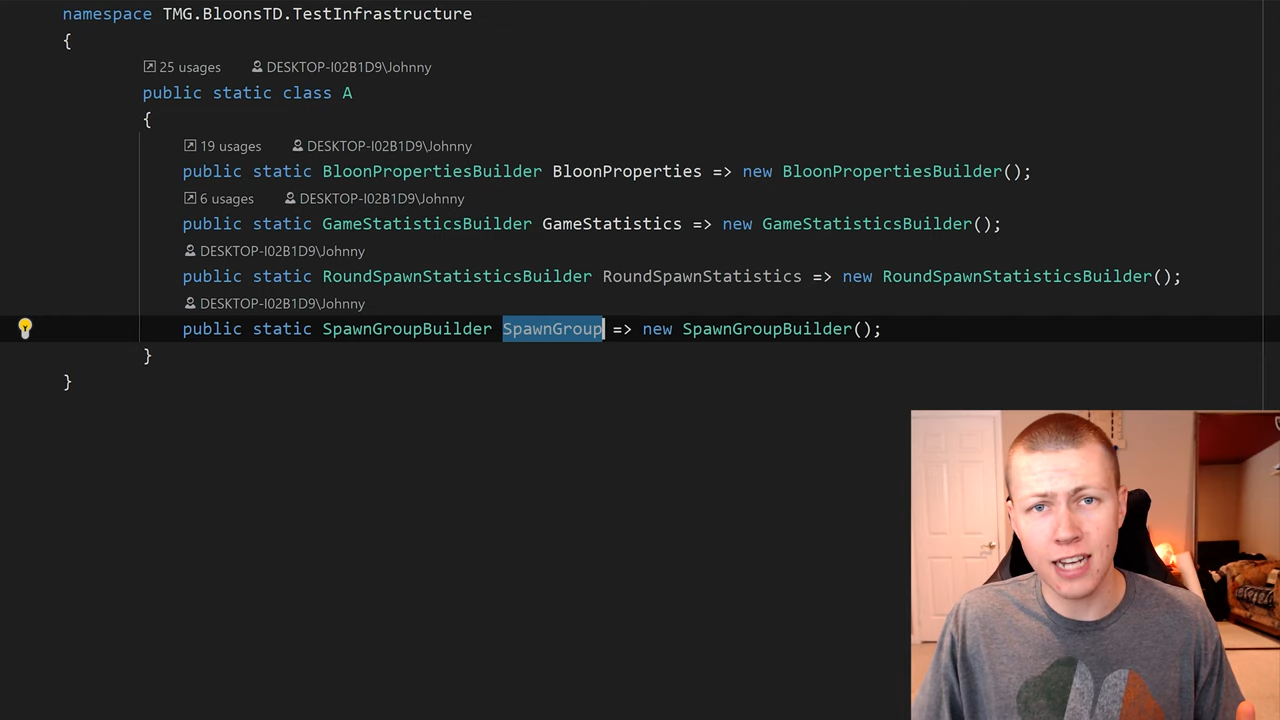 namespace TMG.BloonsTD.TestInfrastructure
{
25 usages DESKTOP-I02B1D9\Johnny
public static class A
{
19 usages DESKTOP-I02B1D9\Johnny
public static BloonPropertiesBuilder BloonProperties => new BloonPropertiesBuilder();
6 usages DESKTOP-I02B1D9\Johnny
public static GameStatisticsBuilder GameStatistics => new GameStatisticsBuilder();
DESKTOP-I02B1D9\Johnny
public static RoundSpawnStatisticsBuilder RoundSpawnStatistics => new RoundSpawnStatisticsBuilder();
DESKTOP-I02B1D9\Johnny
public static SpawnGroupBuilder SpawnGroup => new SpawnGroupBuilder();
}
}